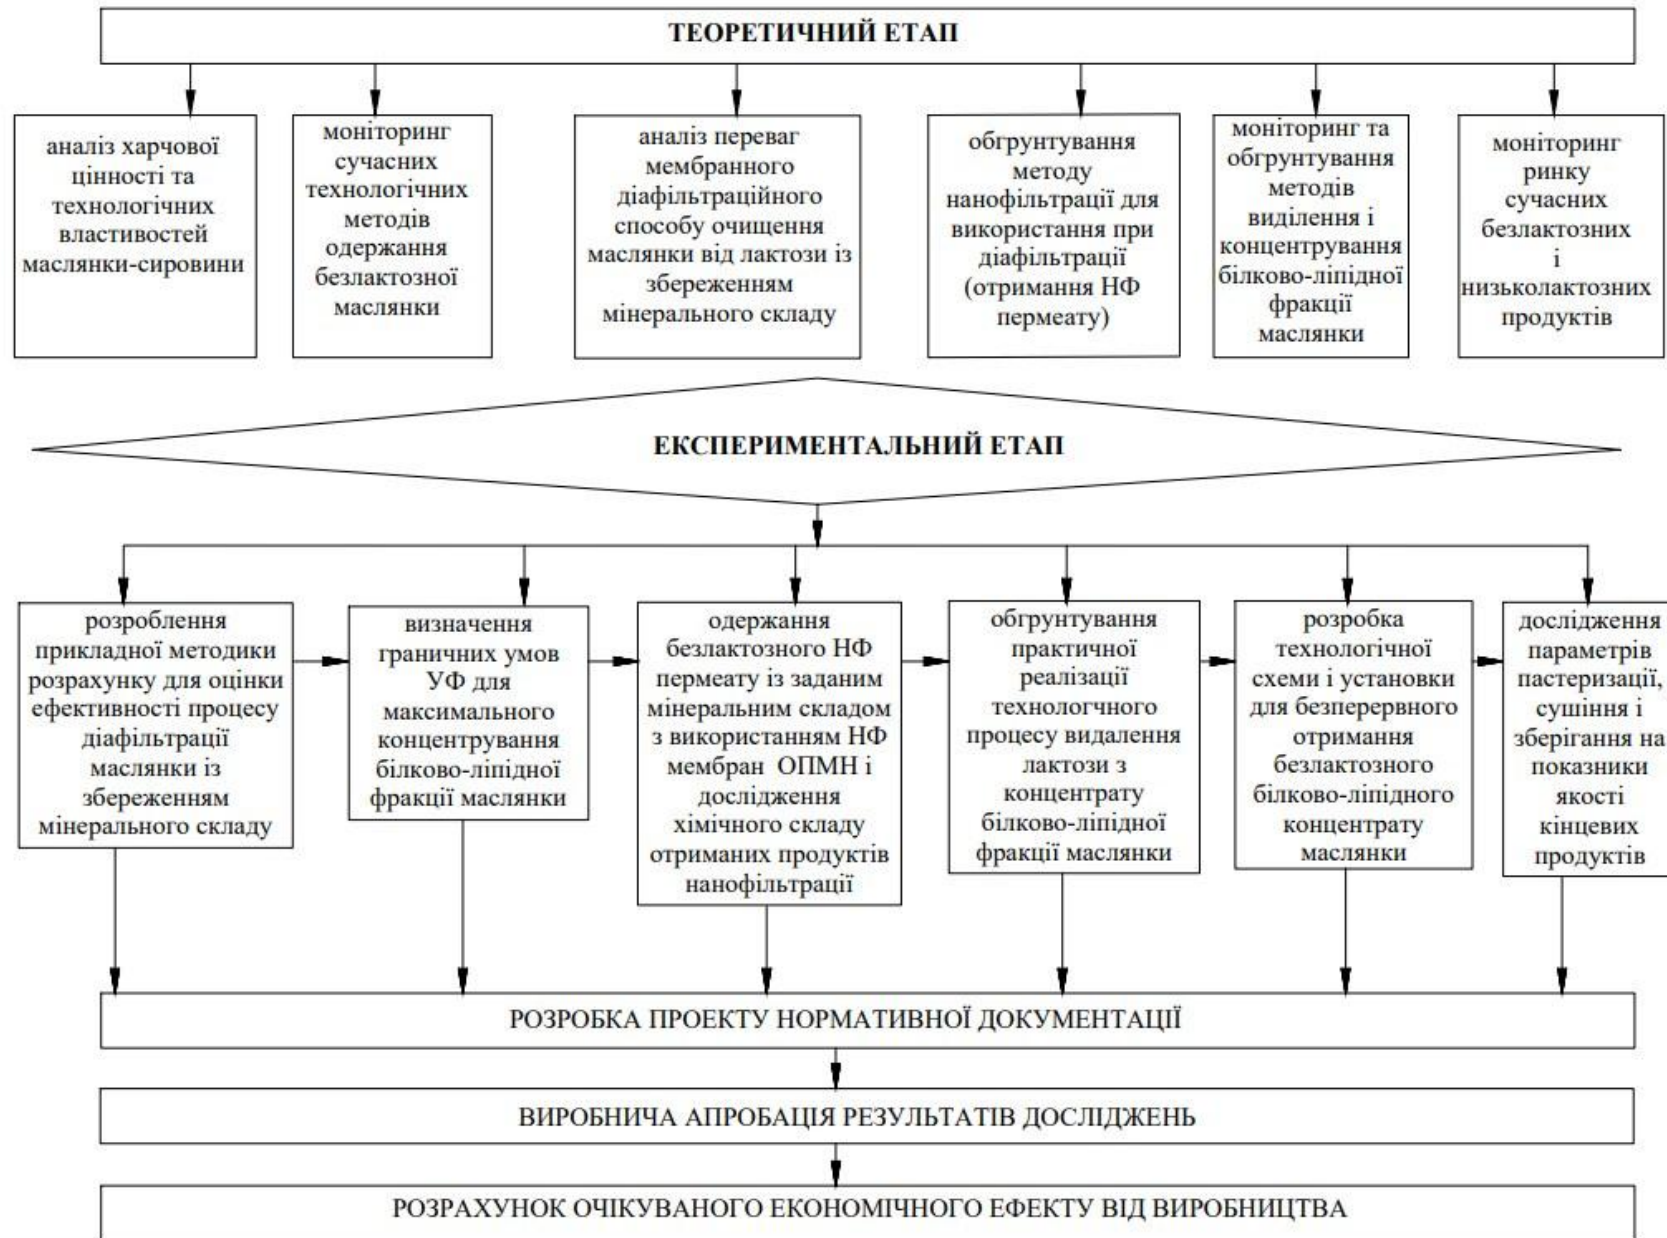 ТЕОРЕТИЧНИЙ ЕТАП
аналіз харчової
цінності та
технологічних
властивостей
маслянки-сировини
моніторинг
сучасних
технологічних
методів
одержання
безлактозної
маслянки
аналіз переваг
мембранного
діафільтраційного
способу очищення
маслянки від лактози із
збереженням
мінерального складу
обгрунтування
методу
нанофільтрації для
використання при
діафільтрації
(отримання НФ
пермеату)
моніторинг та
обгрунтування
методів
виділення і
концентрування
білково-ліпідної
фракції
маслянки
моніторинг
ринку
сучасних
безлактозних
і
низьколактозних
продуктів
ЕКСПЕРИМЕНТАЛЬНИЙ ЕТАП
розроблення
прикладної методики
розрахунку для оцінки
ефективності процесу
діафільтрації
маслянки із
збереженням
мінерального складу
визначення
граничних умов
УФ для
максимального
концентрування
білково-ліпідної
фракції маслянки
одержання
безлактозного НФ
пермеату із заданим
мінеральним складом
з використанням НФ
мембран ОПМН і
дослідження
хімічного складу
отриманих продуктів
нанофільтрації
обгрунтування
практичної
реалізації
технологчного
процесу видалення
лактози з
концентрату
білково-ліпідної
фракції маслянки
розробка
технологічної
схеми і установки
для безперервного
отримання
безлактозного
білково-ліпідного
концентрату
маслянки
дослідження
параметрів
пастеризації,
сушіння і
зберігання на
показники
якості
кінцевих
продуктів
РОЗРОБКА ПРОЕКТУ НОРМАТИВНОЇ ДОКУМЕНТАЦІЇ
ВИРОБНИЧА АПРОБАЦІЯ РЕЗУЛЬТАТІВ ДОСЛІДЖЕНЬ
РОЗРАХУНОК ОЧІКУВАНОГО ЕКОНОМІЧНОГО ЕФЕКТУ ВІД ВИРОБНИЦТВА